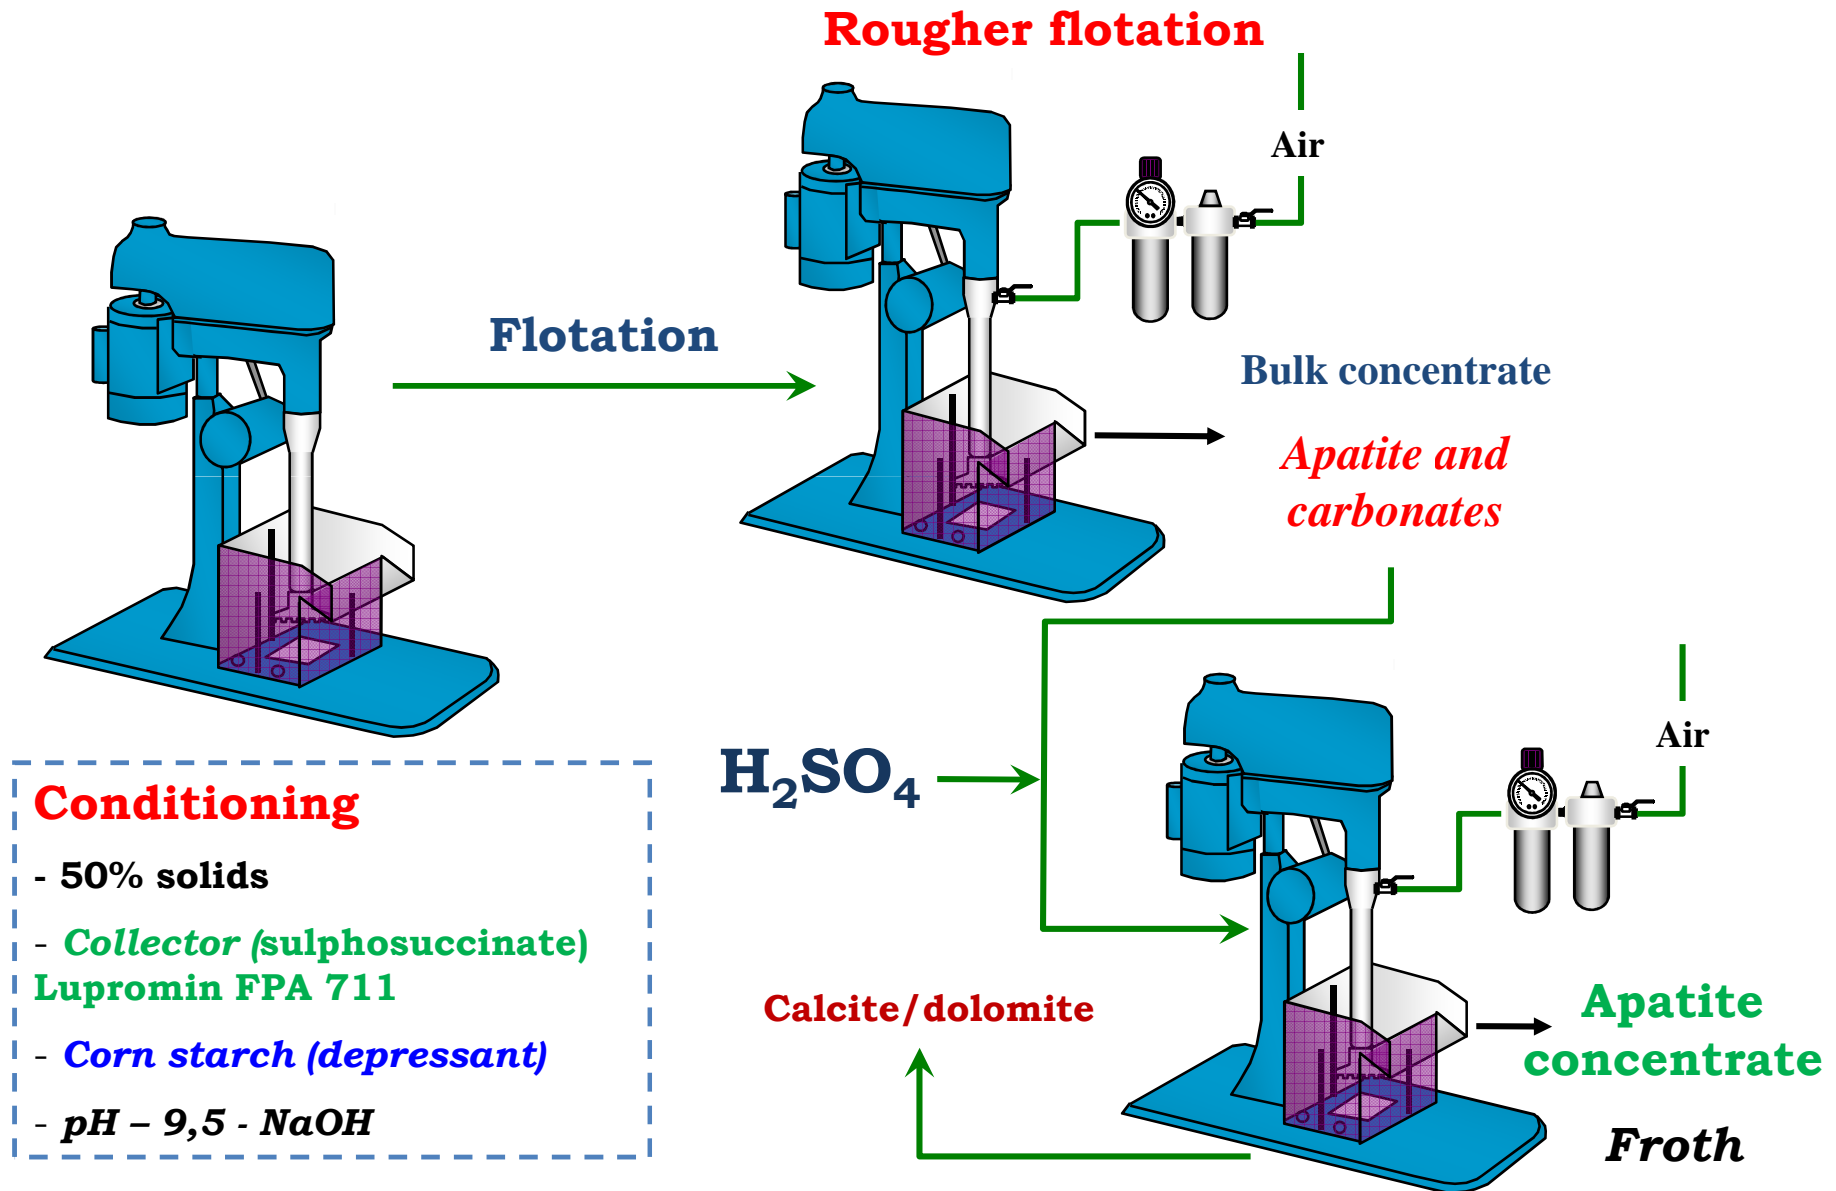 Rougher flotation
Air
Flotation
Bulk concentrate
Apatite and
carbonates
Air
H₂SO₄
Conditioning
- 50% solids
- Collector (sulphosuccinate)
Lupromin FPA 711
- Corn starch (depressant)
- pH – 9,5 - NaOH
Calcite/dolomite
Apatite
concentrate
Froth